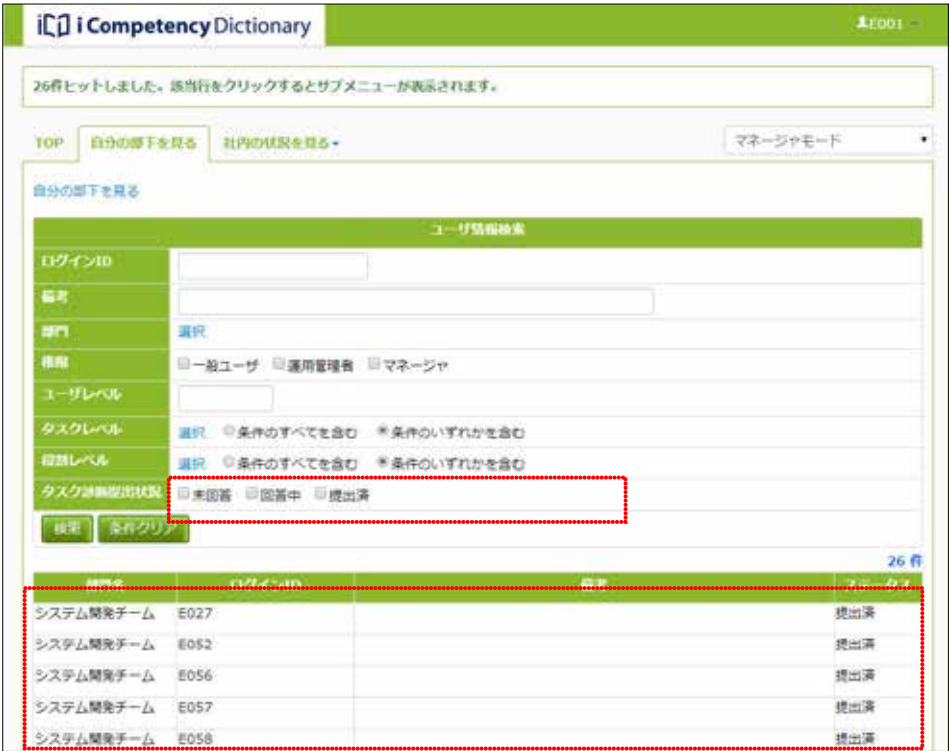 iCD i Competency Dictionary
E001
26件ヒットしました。該当行をクリックするとサブメニューが表示されます。
TOP 自分の部下を見る 社内の状況を見る マネージャモード
自分の部下を見る
ユーザ情報検索
ログインID
備考
部門 選択
権限 一般ユーザ 運用管理者 マネージャ
ユーザレベル
タスクレベル 選択 条件のすべてを含む 条件のいずれかを含む
役割レベル 選択 条件のすべてを含む 条件のいずれかを含む
タスク診断提出状況 未回答 回答中 提出済
検索 条件クリア
26 件
部門名 ログインID 備考 ステータス
システム開発チーム E027 提出済
システム開発チーム E052 提出済
システム開発チーム E056 提出済
システム開発チーム E057 提出済
システム開発チーム E058 提出済